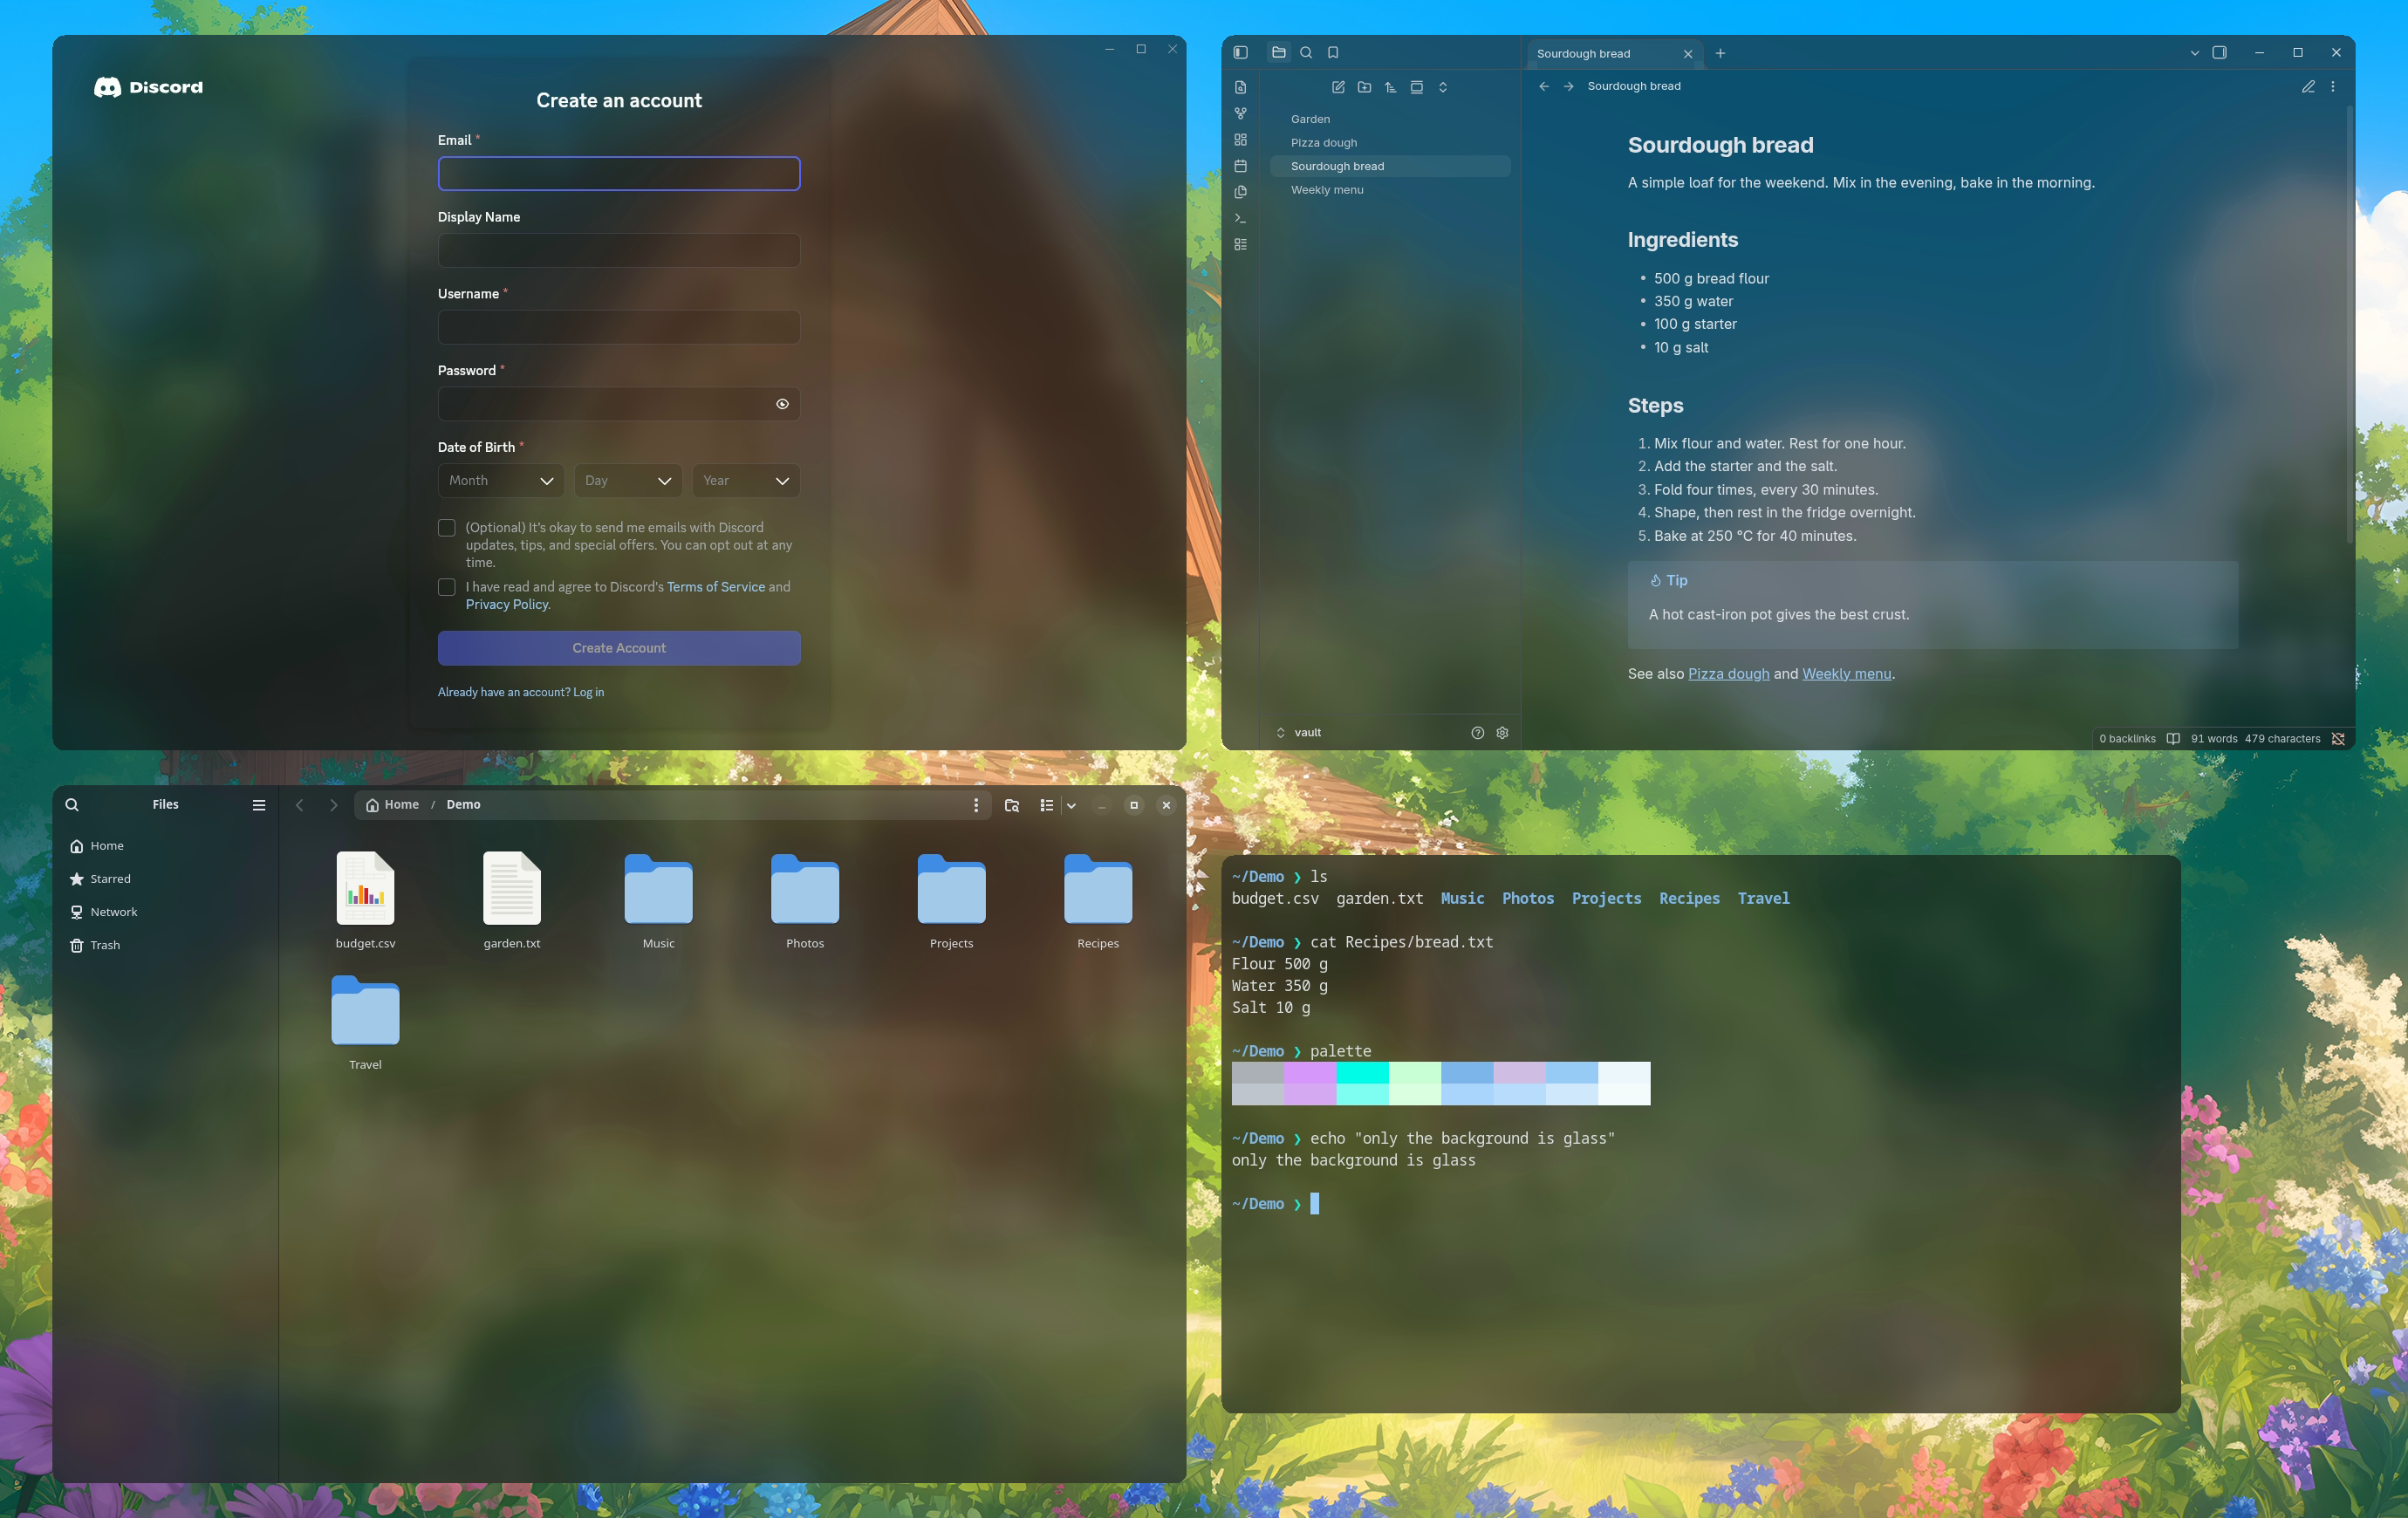 Discord
Create an account
Email *
Display Name
Username *
Password *
Date of Birth *
Month Day Year
(Optional) It's okay to send me emails with Discord
updates, tips, and special offers. You can opt out at any
time.
I have read and agree to Discord's Terms of Service and
Privacy Policy.
Create Account
Already have an account? Log in
Sourdough bread
Sourdough bread
Garden
Pizza dough
Sourdough bread
Weekly menu
vault
Sourdough bread
A simple loaf for the weekend. Mix in the evening, bake in the morning.
Ingredients
• 500 g bread flour
• 350 g water
• 100 g starter
• 10 g salt
Steps
1. Mix flour and water. Rest for one hour.
2. Add the starter and the salt.
3. Fold four times, every 30 minutes.
4. Shape, then rest in the fridge overnight.
5. Bake at 250 °C for 40 minutes.
Tip
A hot cast-iron pot gives the best crust.
See also Pizza dough and Weekly menu.
0 backlinks 91 words 479 characters
Files
Home / Demo
Home
Starred
Network
Trash
budget.csv garden.txt Music Photos Projects Recipes
Travel
~/Demo ❯ ls
budget.csv garden.txt Music Photos Projects Recipes Travel
~/Demo ❯ cat Recipes/bread.txt
Flour 500 g
Water 350 g
Salt 10 g
~/Demo ❯ palette
~/Demo ❯ echo "only the background is glass"
only the background is glass
~/Demo ❯